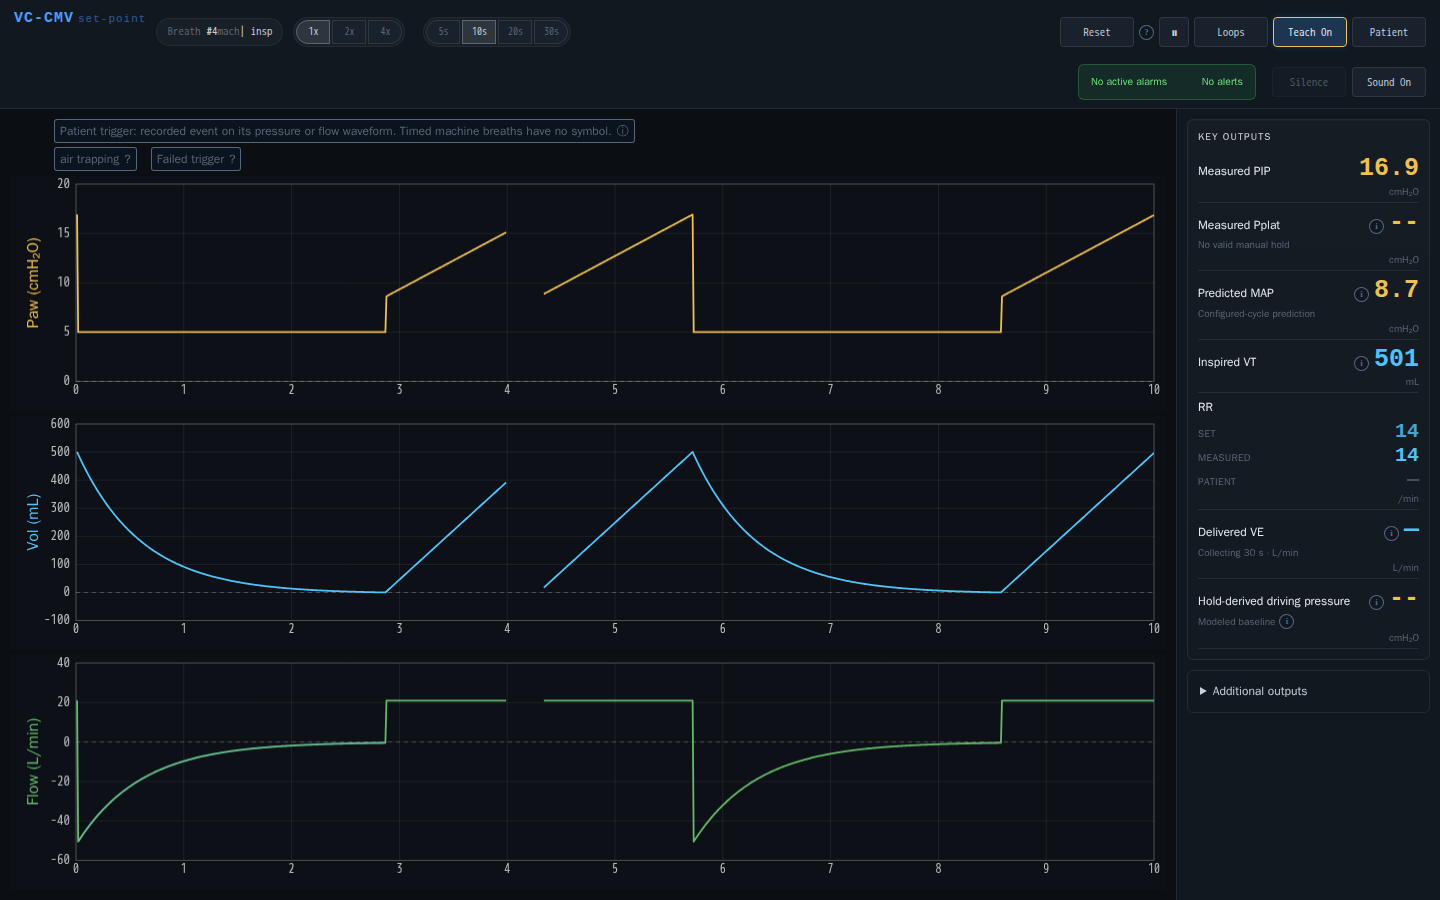 VC-CMV set-point
Breath #4 mach| insp
1x 2x 4x
5s 10s 20s 30s
Reset ? ⏸ Loops Teach On Patient
No active alarms No alerts
Silence Sound On
Patient trigger: recorded event on its pressure or flow waveform. Timed machine breaths have no symbol. ⓘ
air trapping ? Failed trigger ?
Paw (cmH₂O)
20
15
10
5
0
0 1 2 3 4 5 6 7 8 9 10
Vol (mL)
600
500
400
300
200
100
0
-100
0 1 2 3 4 5 6 7 8 9 10
Flow (L/min)
40
20
0
-20
-40
-60
0 1 2 3 4 5 6 7 8 9 10
KEY OUTPUTS
Measured PIP 16.9
cmH₂O
Measured Pplat i --
No valid manual hold
cmH₂O
Predicted MAP i 8.7
Configured-cycle prediction
cmH₂O
Inspired VT i 501
mL
RR
SET 14
MEASURED 14
PATIENT —
/min
Delivered VE i —
Collecting 30 s · L/min
L/min
Hold-derived driving pressure i --
Modeled baseline i
cmH₂O
▶ Additional outputs